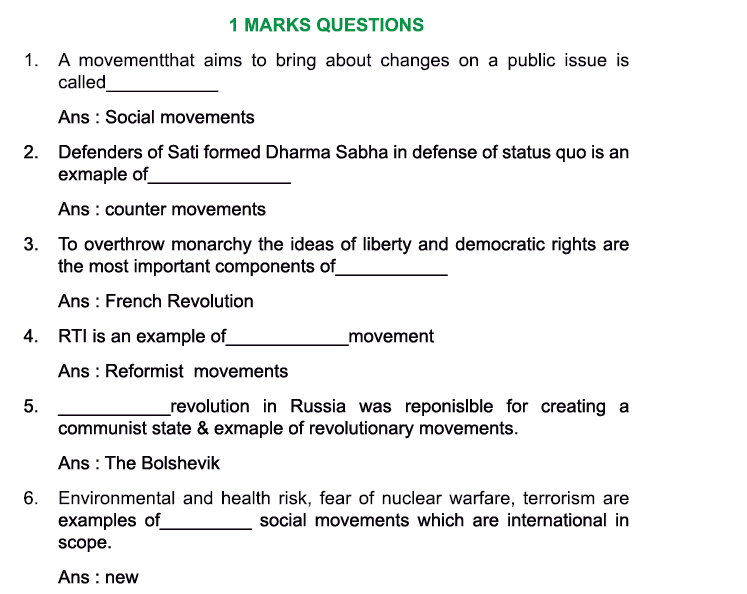 1 MARKS QUESTIONS
1. A movementthat aims to bring about changes on a public issue is
called____________
Ans : Social movements
2. Defenders of Sati formed Dharma Sabha in defense of status quo is an
exmaple of_______________
Ans : counter movements
3. To overthrow monarchy the ideas of liberty and democratic rights are
the most important components of____________
Ans : French Revolution
4. RTI is an example of_____________movement
Ans : Reformist movements
5. ____________revolution in Russia was reponislble for creating a
communist state & exmaple of revolutionary movements.
Ans : The Bolshevik
6. Environmental and health risk, fear of nuclear warfare, terrorism are
examples of__________ social movements which are international in
scope.
Ans : new